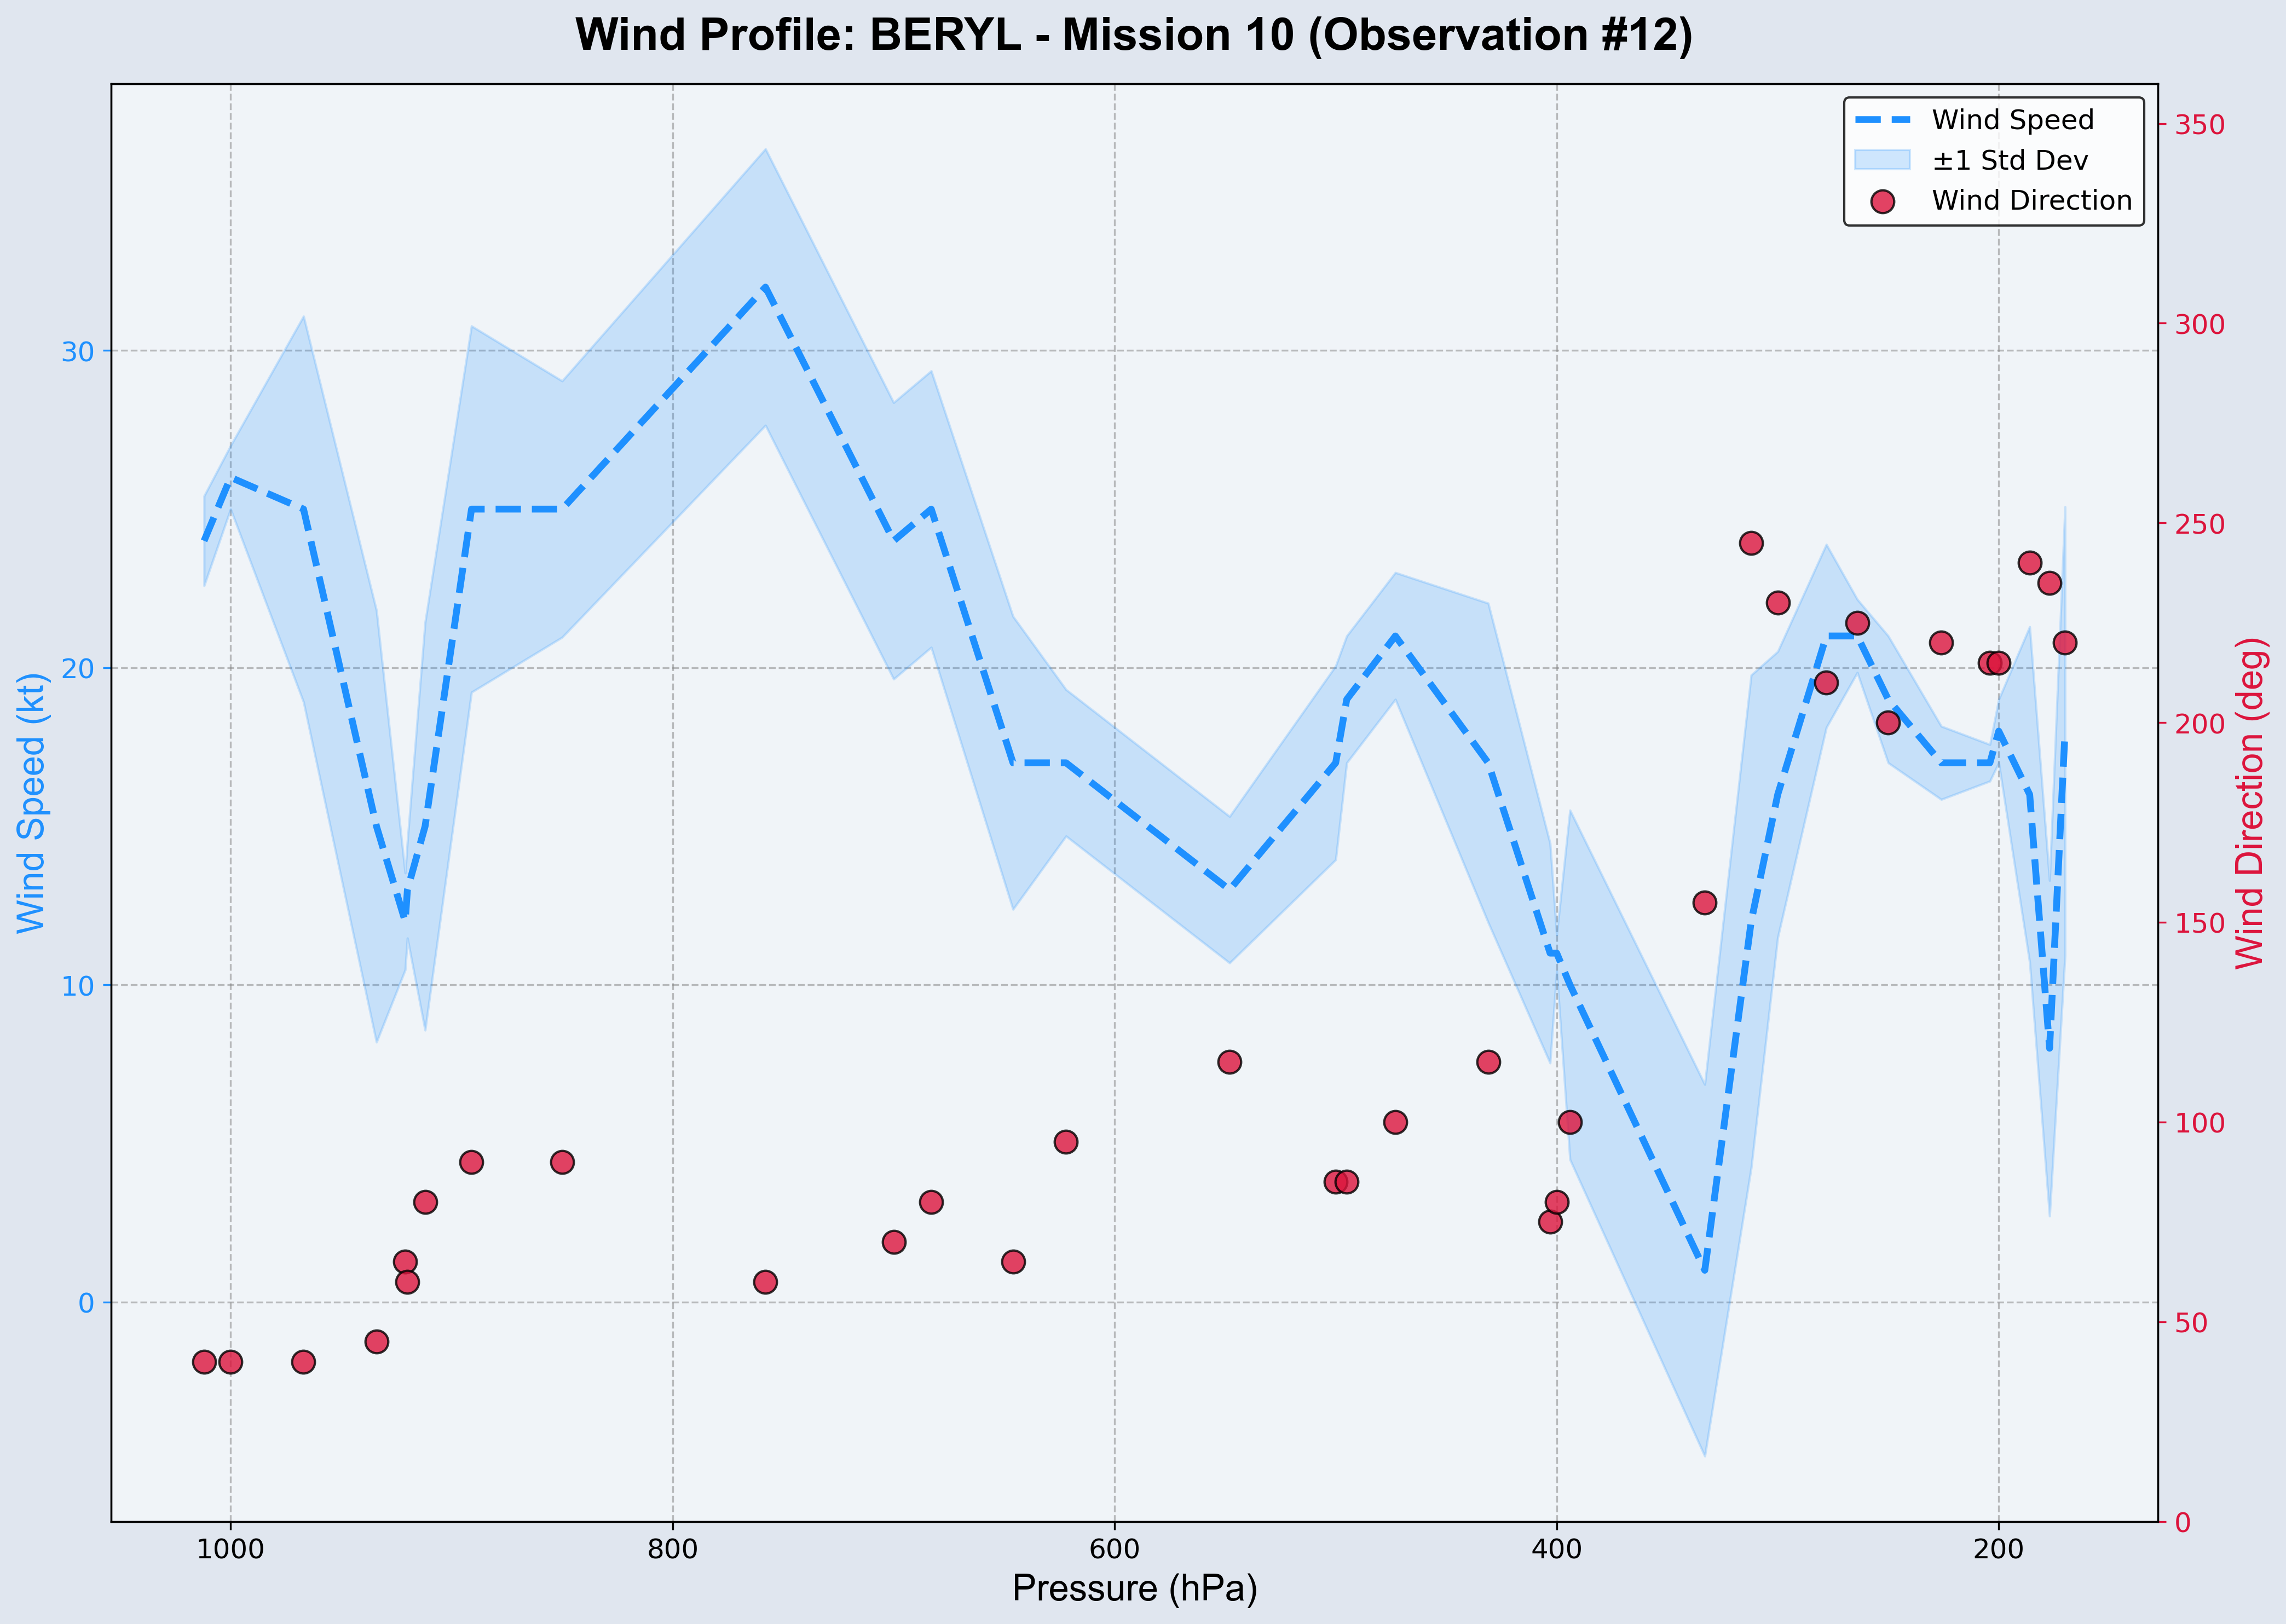 Wind Profile: BERYL - Mission 10 (Observation #12)
Wind Speed
±1 Std Dev
Wind Direction
30
20
10
0
Wind Speed (kt)
350
300
250
200
150
100
50
0
Wind Direction (deg)
1000
800
600
400
200
Pressure (hPa)